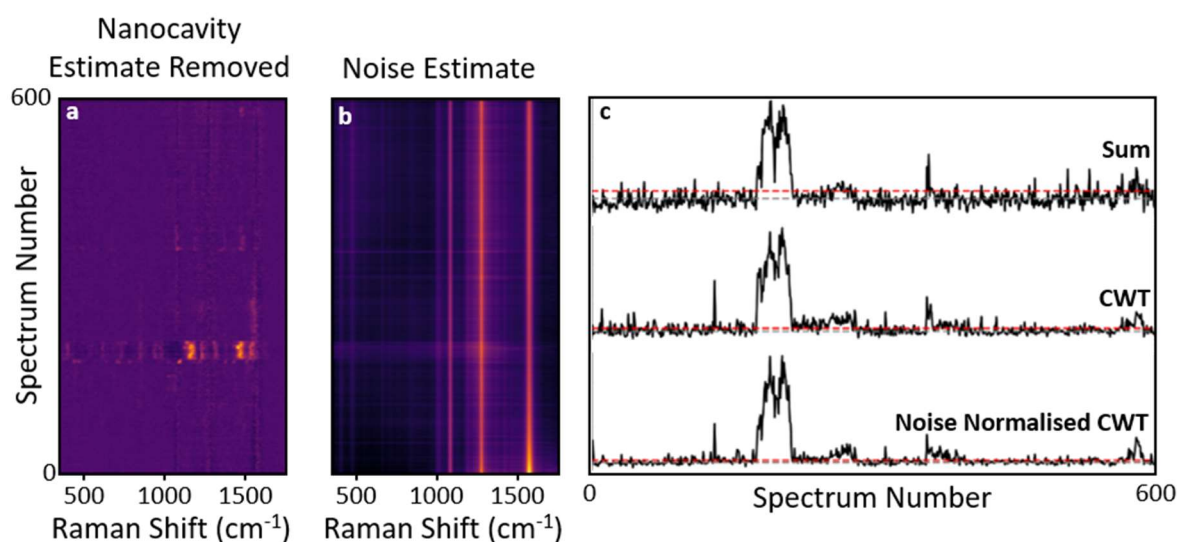 Nanocavity
Estimate Removed
Noise Estimate
600
a
b
c
Sum
CWT
Noise Normalised CWT
Spectrum Number
0
500 1000 1500
500 1000 1500
0
600
Raman Shift (cm⁻¹)
Raman Shift (cm⁻¹)
Spectrum Number